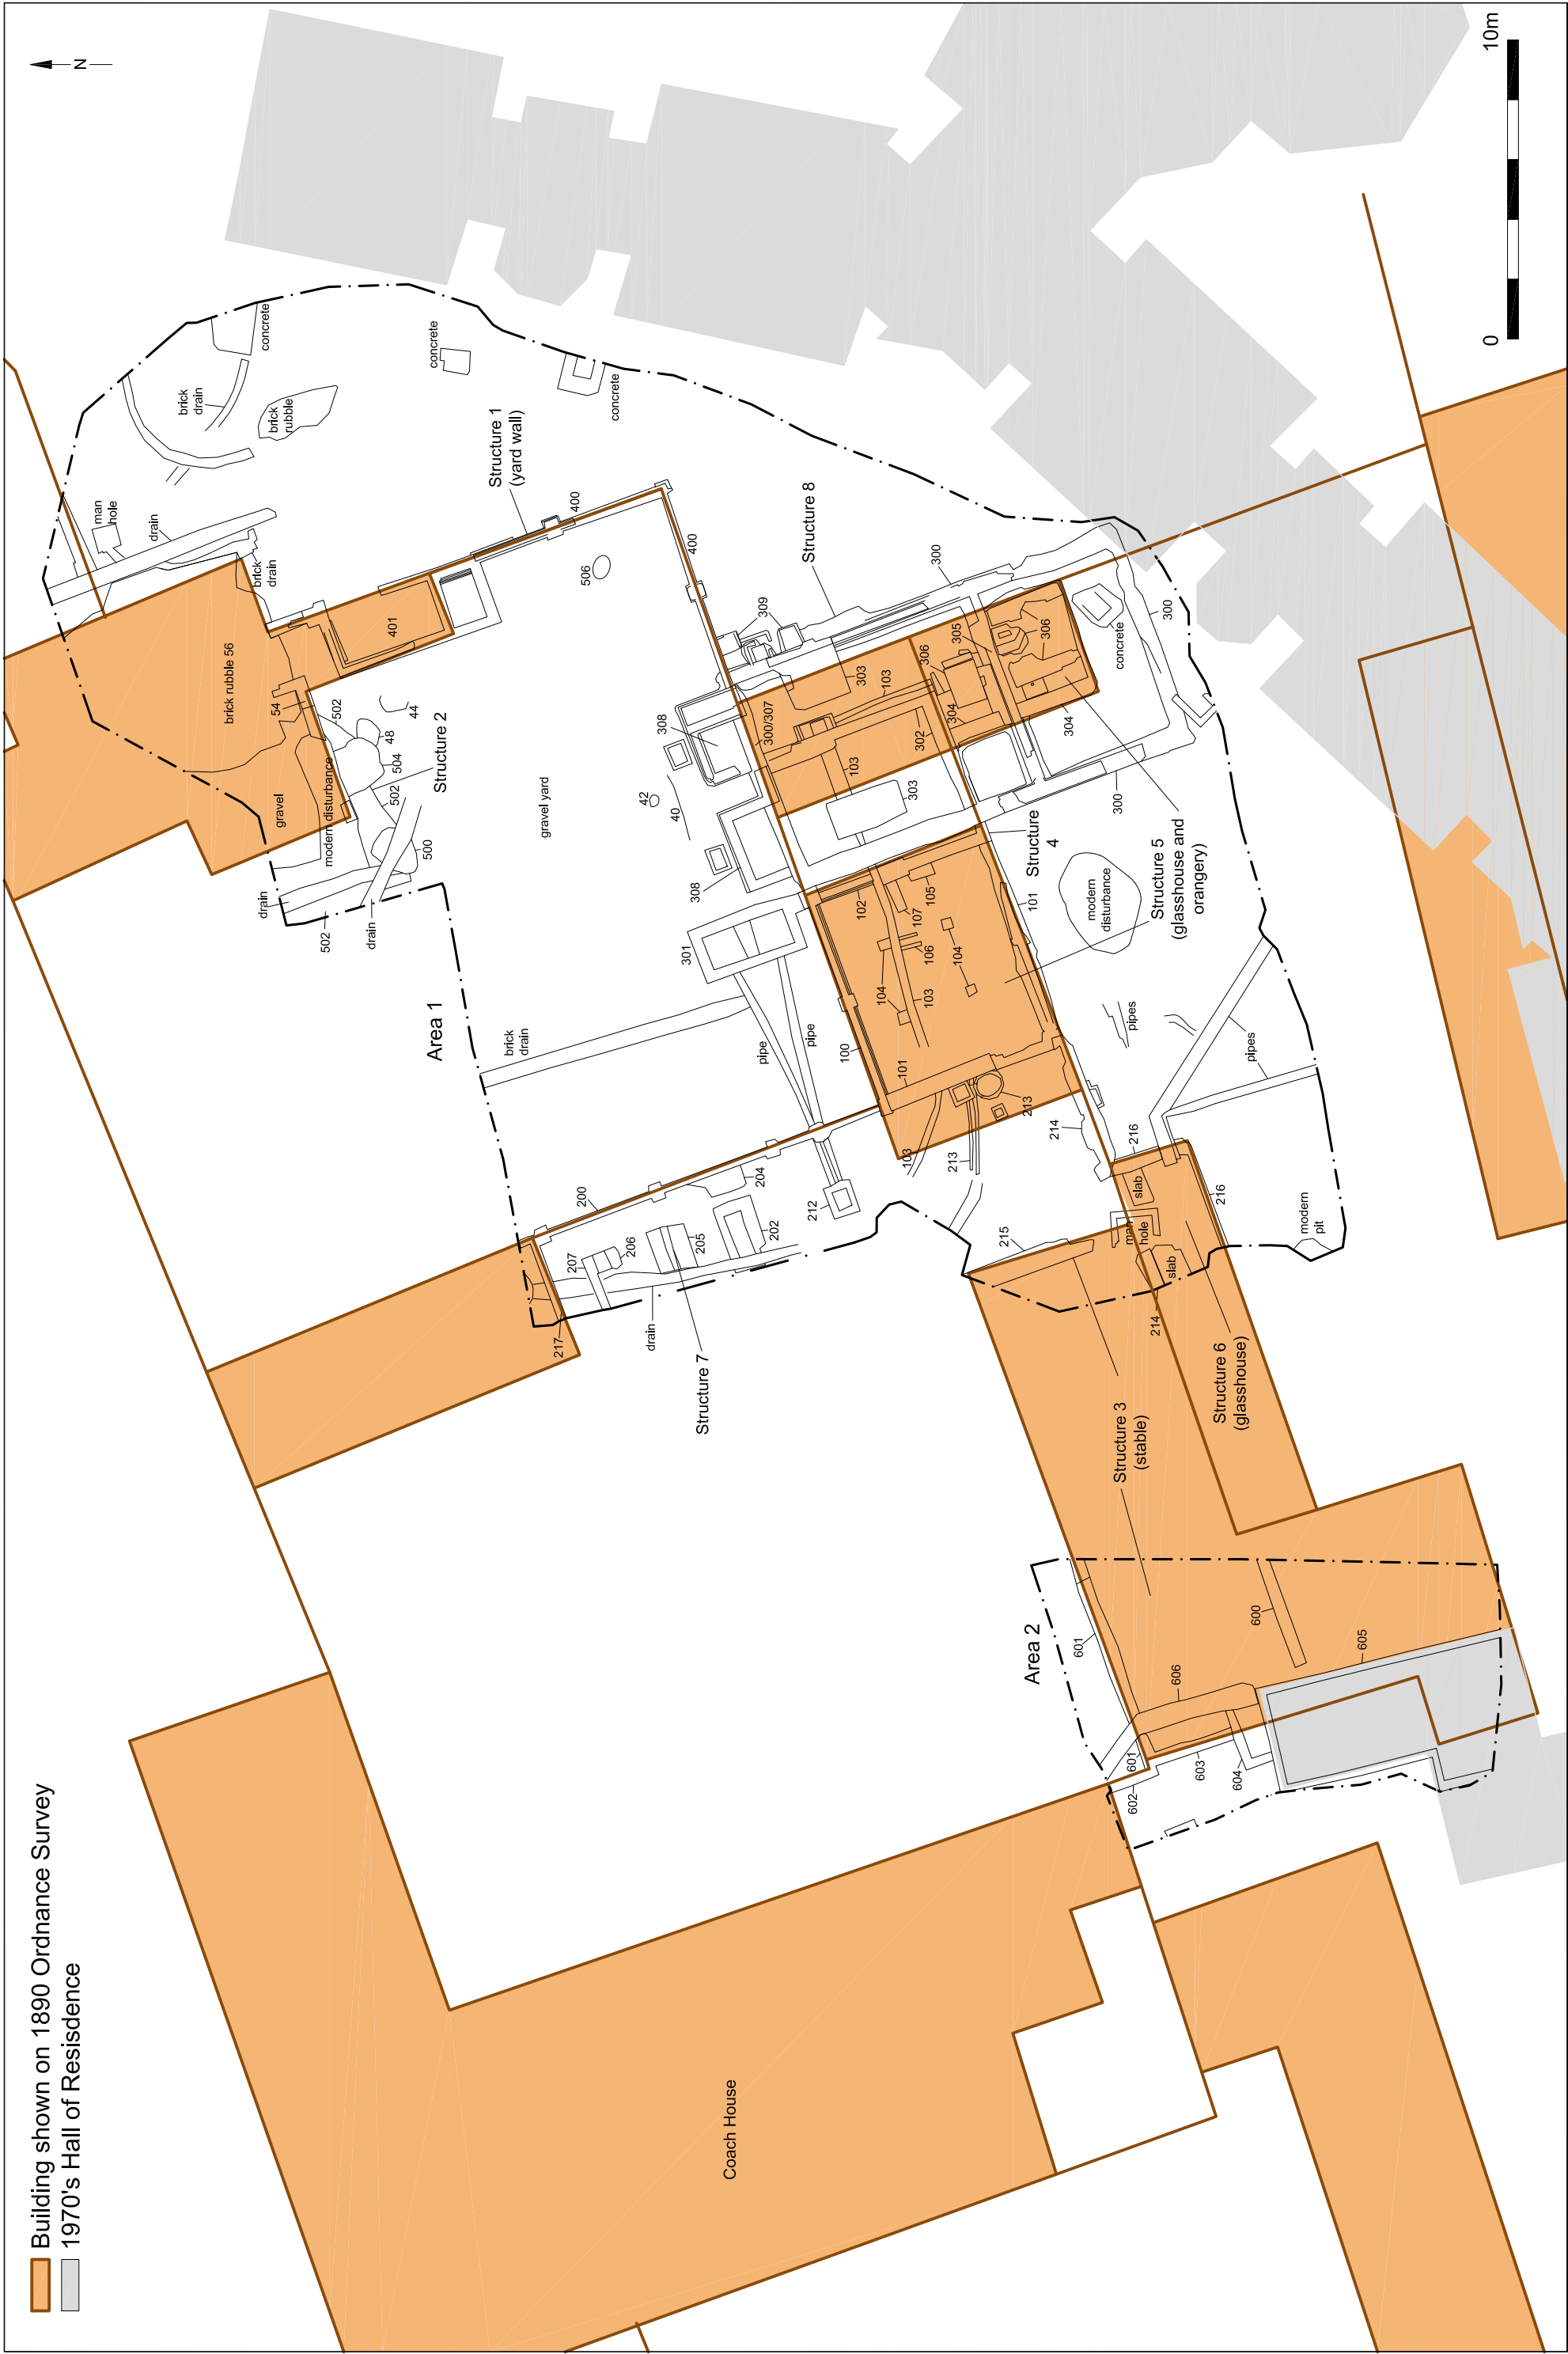 Building shown on 1890 Ordnance Survey
1970's Hall of Resisdence
N
0
10m
concrete
brick
drain
brick
rubble
concrete
concrete
man
hole
drain
brick
drain
brick rubble 56
gravel
modern disturbance
54
502
44
48
504
502
500
Structure 2
401
drain
502
drain
Structure 1
(yard wall)
400
506
400
gravel yard
Area 1
brick
drain
42
40
308
308
301
309
Structure 8
300
303
103
300/307
302
103
303
306
305
306
304
304
concrete
300
300
Structure
4
Structure 5
(glasshouse and
orangery)
modern
disturbance
101
102
105
107
106
104
104
103
100
101
pipe
pipe
pipes
pipes
213
213
103
214
216
216
slab
man
hole
slab
214
215
modern
pit
200
204
202
205
206
207
212
217
drain
Structure 7
Structure 6
(glasshouse)
Structure 3
(stable)
Area 2
601
600
605
606
601
603
604
602
Coach House